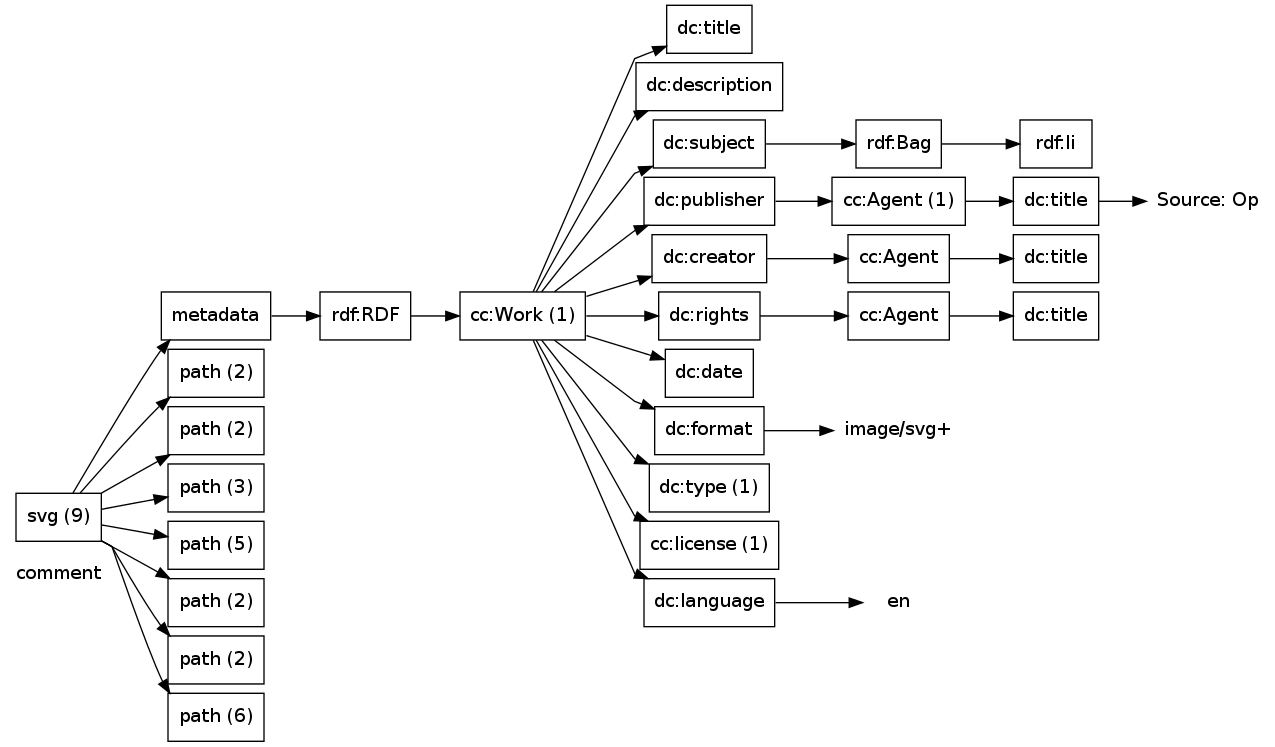 dc:title
dc:description
dc:subject rdf:Bag rdf:li
dc:publisher cc:Agent (1) dc:title Source: Op
dc:creator cc:Agent dc:title
metadata rdf:RDF cc:Work (1) dc:rights cc:Agent dc:title
path (2) dc:date
path (2) dc:format image/svg+
path (3) dc:type (1)
svg (9)
path (5) cc:license (1)
comment
path (2) dc:language en
path (2)
path (6)